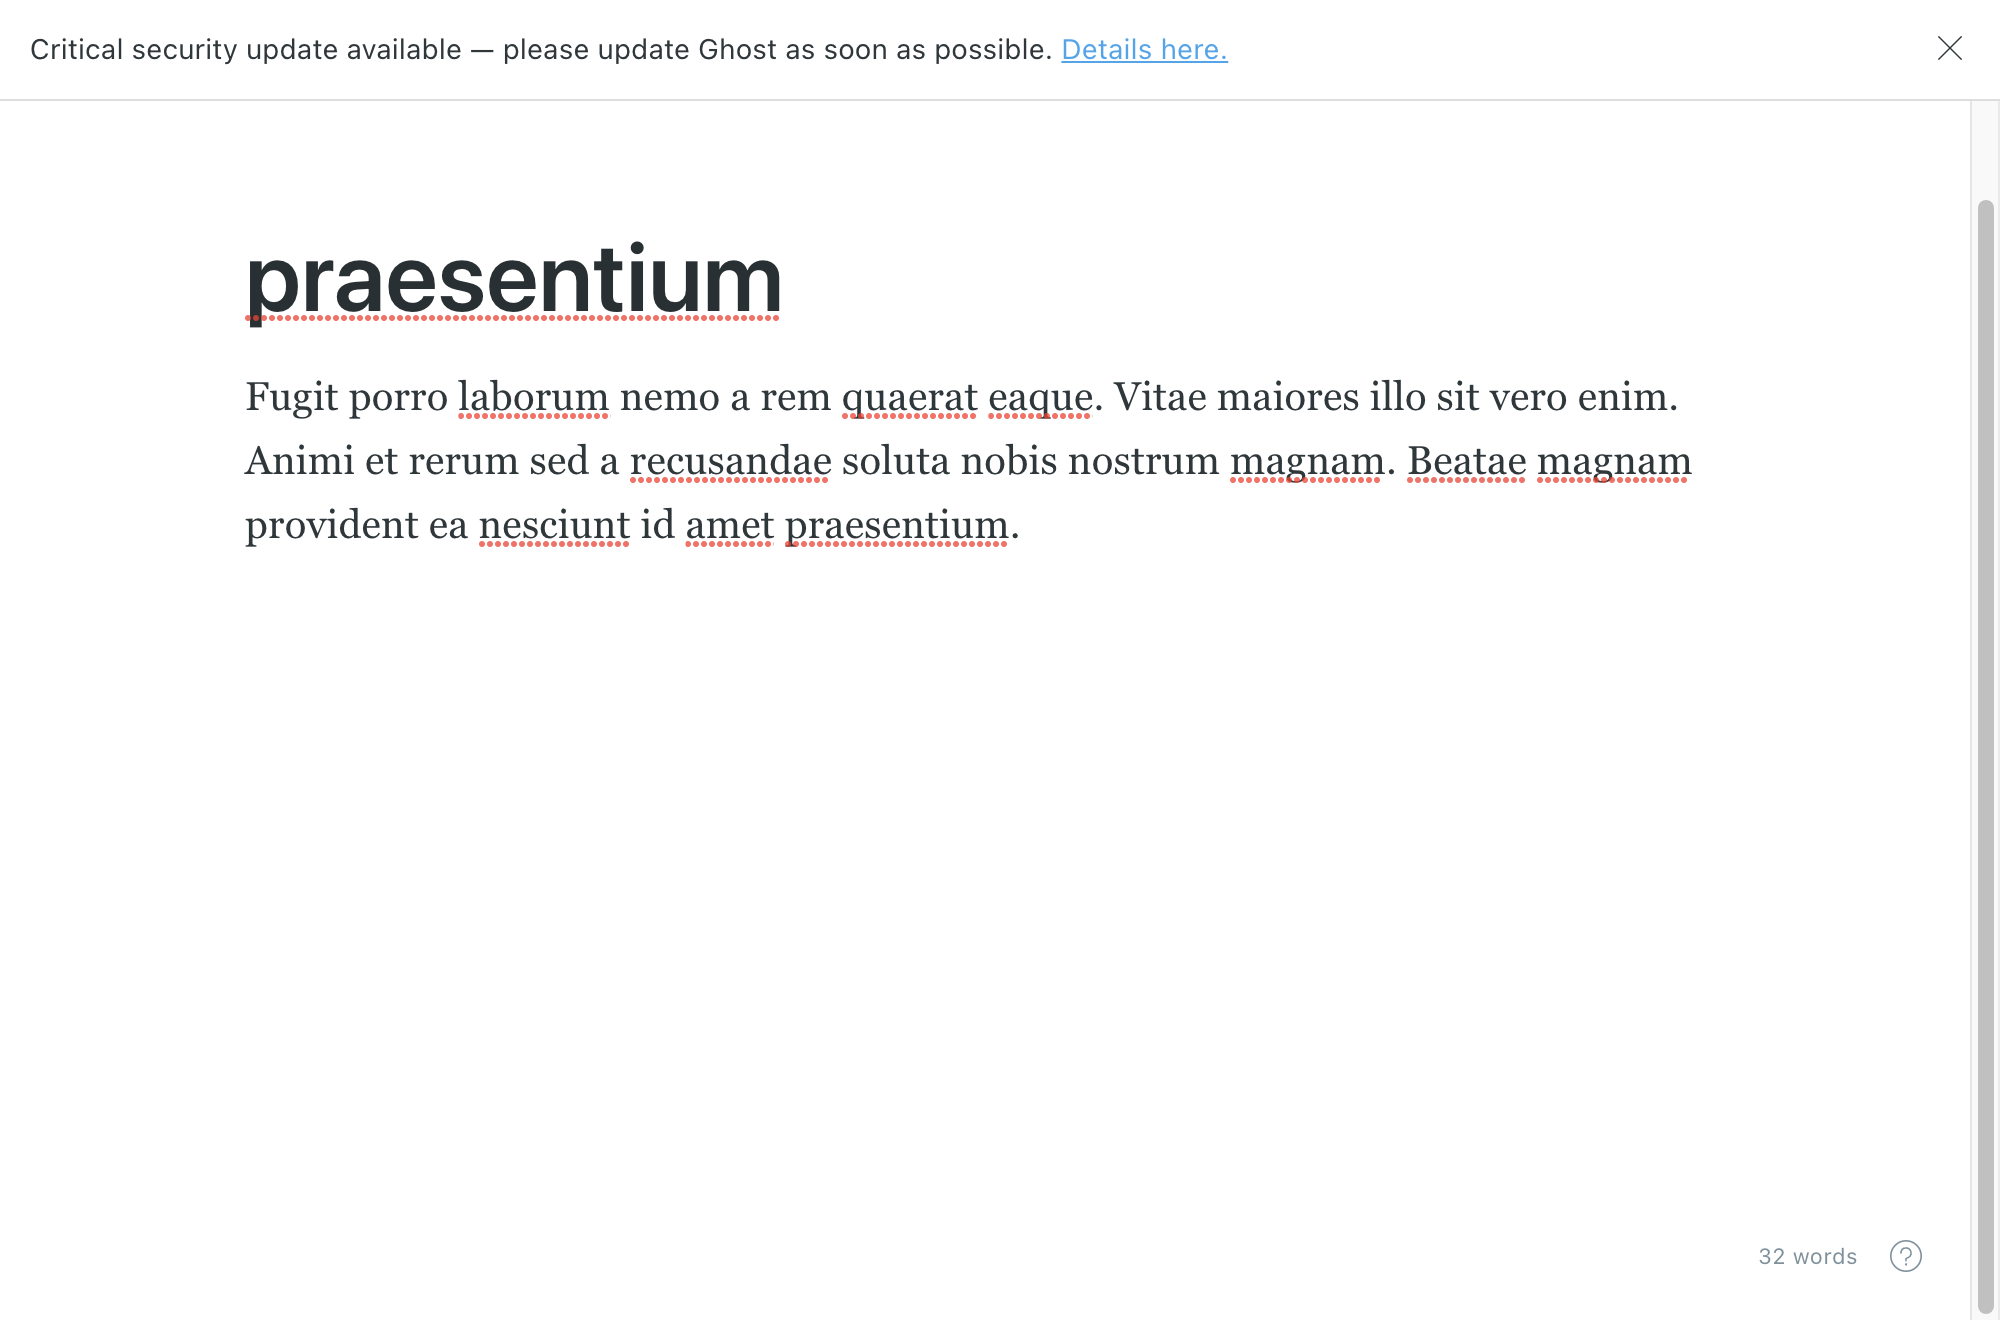 Critical security update available — please update Ghost as soon as possible. Details here.
praesentium
Fugit porro laborum nemo a rem quaerat eaque. Vitae maiores illo sit vero enim.
Animi et rerum sed a recusandae soluta nobis nostrum magnam. Beatae magnam
provident ea nesciunt id amet praesentium.
32 words ?